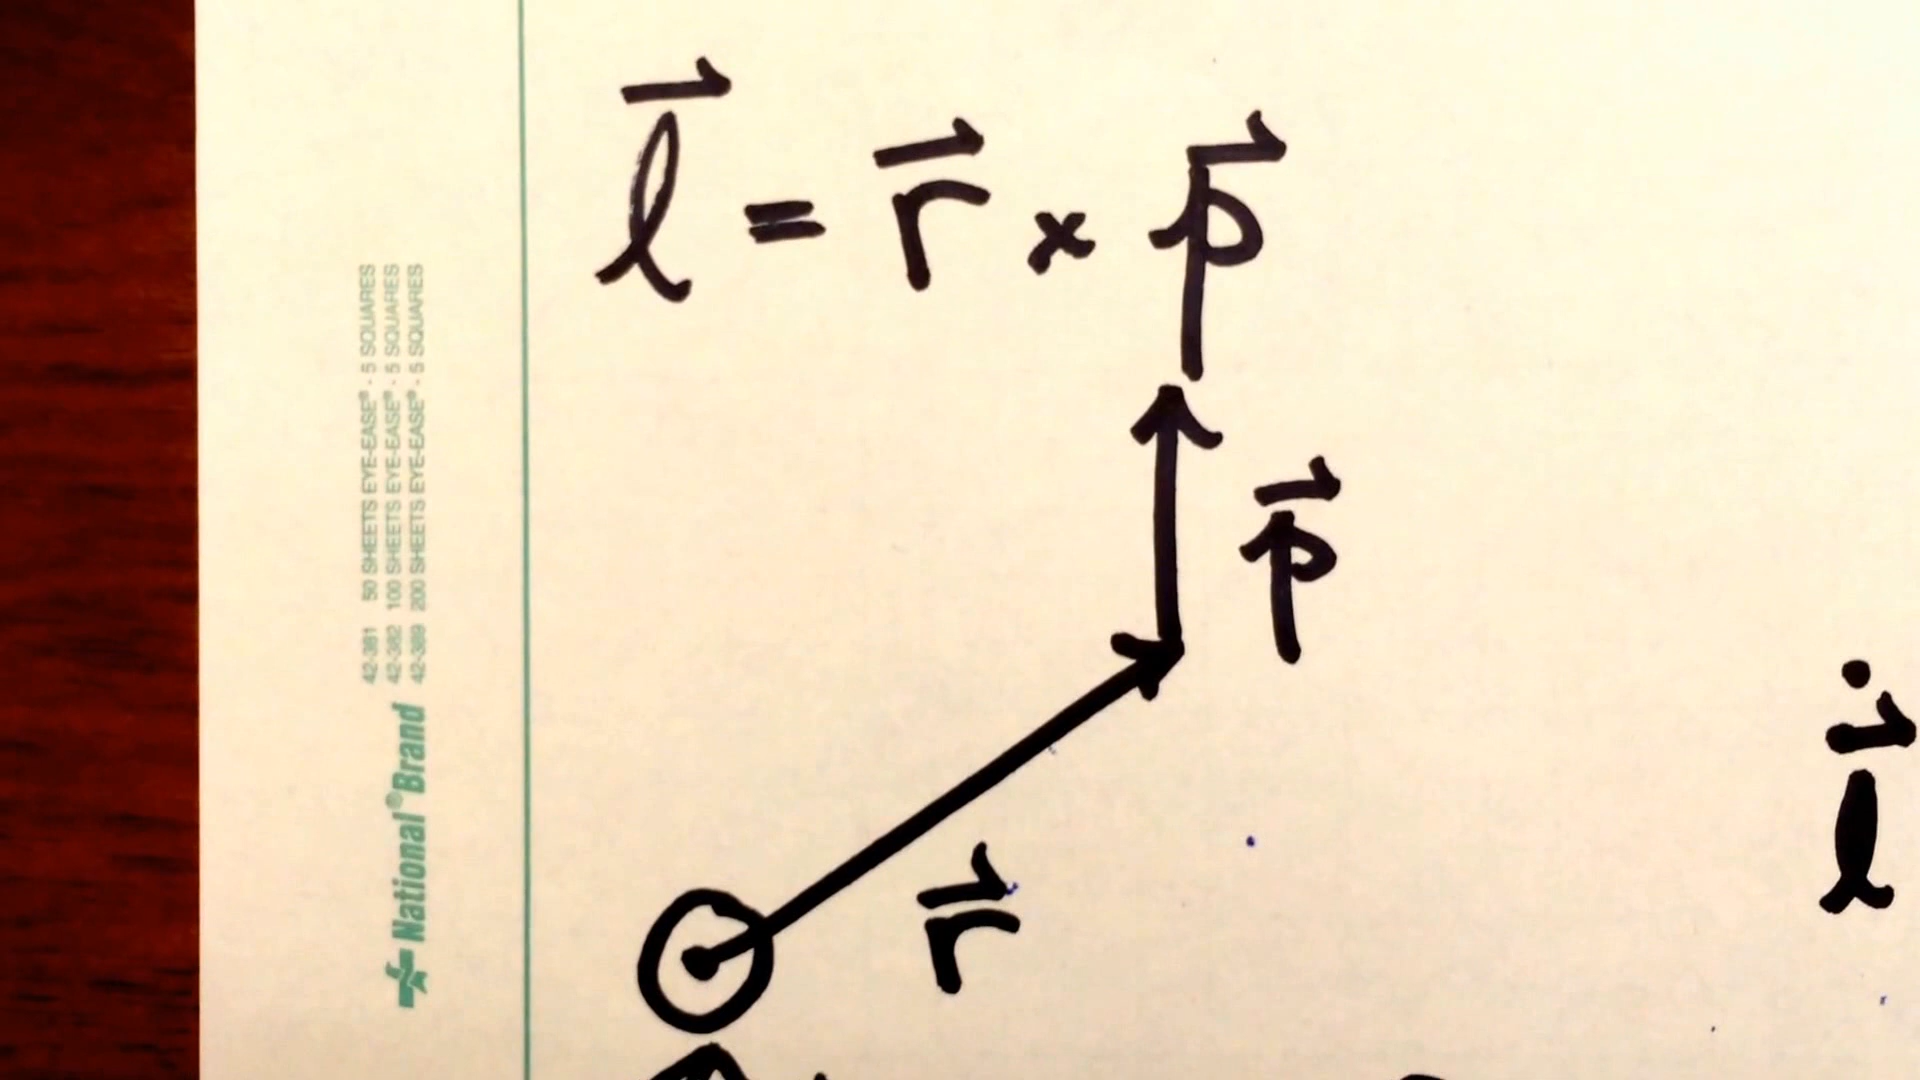 l⃗ = r⃗ × p⃗
p⃗
r⃗
l⃗̇
42-381 50 SHEETS EYE-EASE® - 5 SQUARES
42-382 100 SHEETS EYE-EASE® - 5 SQUARES
42-389 200 SHEETS EYE-EASE® - 5 SQUARES
National®Brand